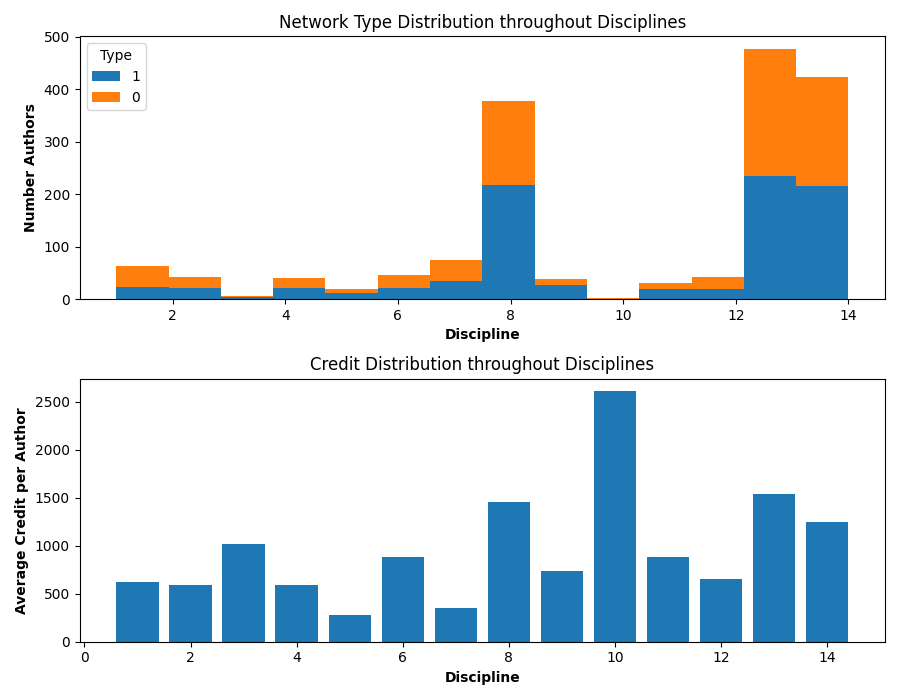 Network Type Distribution throughout Disciplines
500
400
300
200
100
0
Number Authors
Type
1
0
2 4 6 8 10 12 14
Discipline
Credit Distribution throughout Disciplines
2500
2000
1500
1000
500
0
Average Credit per Author
0 2 4 6 8 10 12 14
Discipline